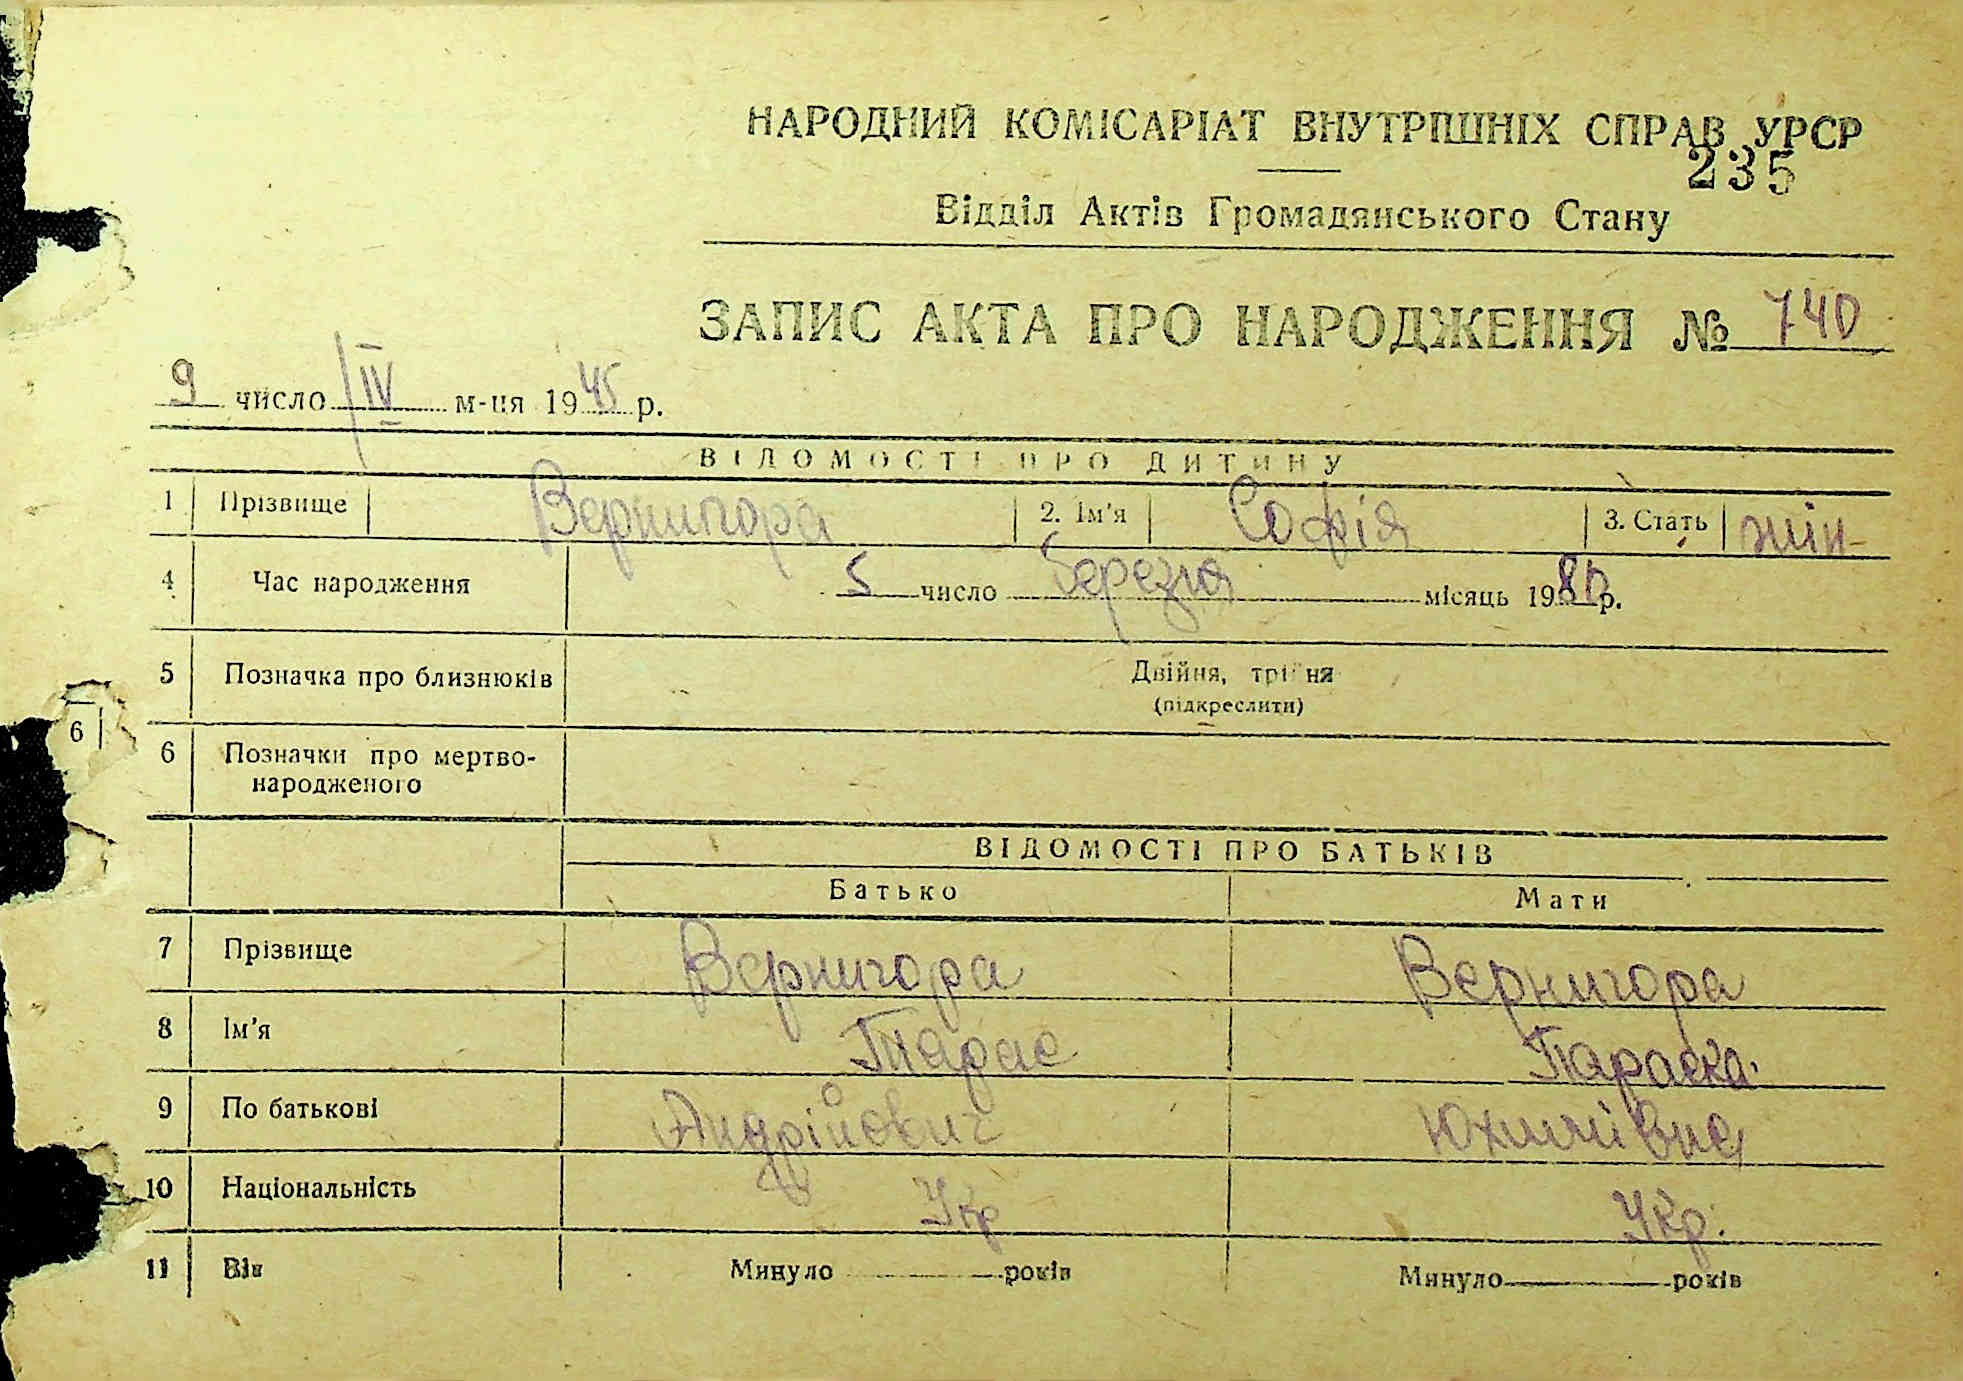 НАРОДНИЙ КОМІСАРІАТ ВНУТРІШНІХ СПРАВ УРСР
235
Відділ Актів Громадянського Стану
ЗАПИС АКТА ПРО НАРОДЖЕННЯ № 740
9 число IV м-ця 1945 р.
ВІДОМОСТІ ПРО ДИТИНУ
1 Прізвище Вернигора 2. Ім'я Софія 3. Стать жін
4 Час народження 5 число березня місяць 19 р.
5 Позначка про близнюків Двійня, трійня
(підкреслити)
6
6 Позначки про мертво-
народженого
ВІДОМОСТІ ПРО БАТЬКІВ
Батько Мати
7 Прізвище Вернигора Вернигора
8 Ім'я Тарас Параска
9 По батькові Андрійович Юхимівна
10 Національність Укр Укр.
11 Вік Минуло років Минуло років